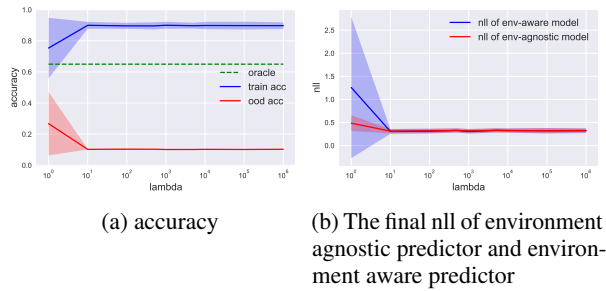 1.0
0.8
0.6
0.4
0.2
0.0
accuracy
oracle
train acc
ood acc
10^0 10^1 10^2 10^3 10^4 10^5 10^6
lambda
2.5
2.0
1.5
1.0
0.5
0.0
nll
nll of env-aware model
nll of env-agnostic model
10^0 10^1 10^2 10^3 10^4 10^5 10^6
lambda
(a) accuracy
(b) The final nll of environment
agnostic predictor and environ-
ment aware predictor